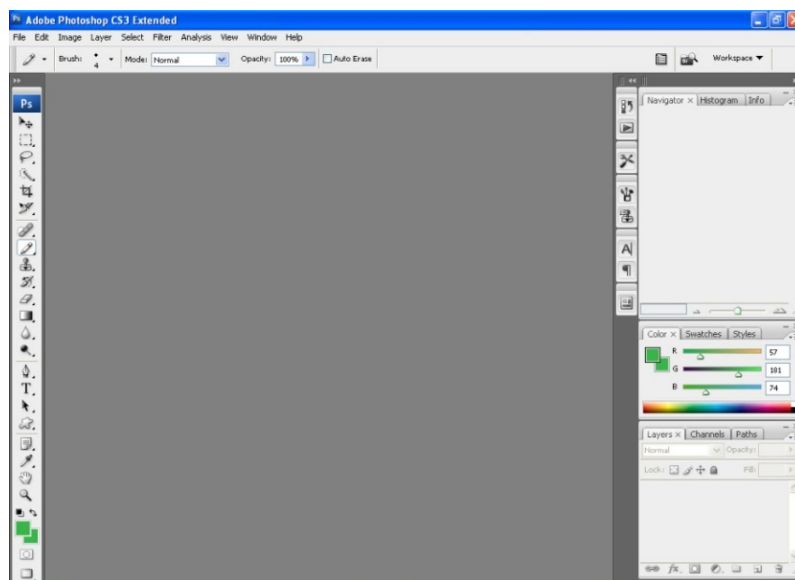 Ps Adobe Photoshop CS3 Extended
File Edit Image Layer Select Filter Analysis View Window Help
Brush: 4 Mode: Normal Opacity: 100% Auto Erase Workspace
Ps
Navigator × Histogram Info
Color × Swatches Styles
R 57
G 181
B 74
Layers × Channels Paths
Normal Opacity:
Lock: Fill:
T
A
fx